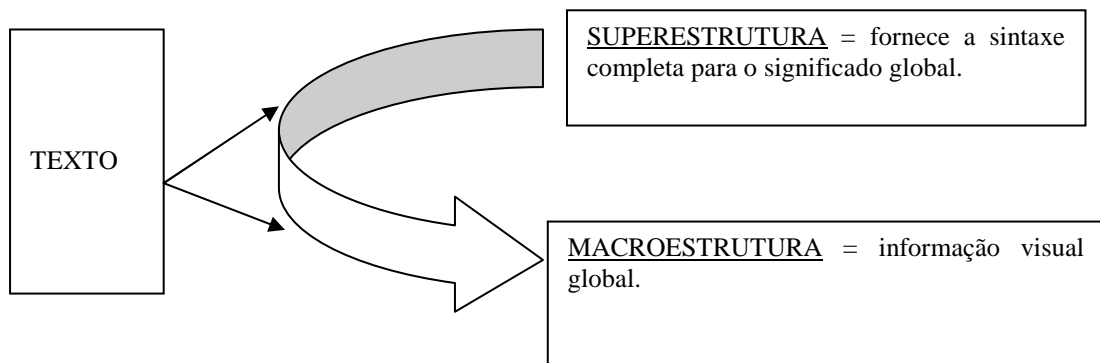 SUPERESTRUTURA = fornece a sintaxe
completa para o significado global.
TEXTO
MACROESTRUTURA = informação visual
global.